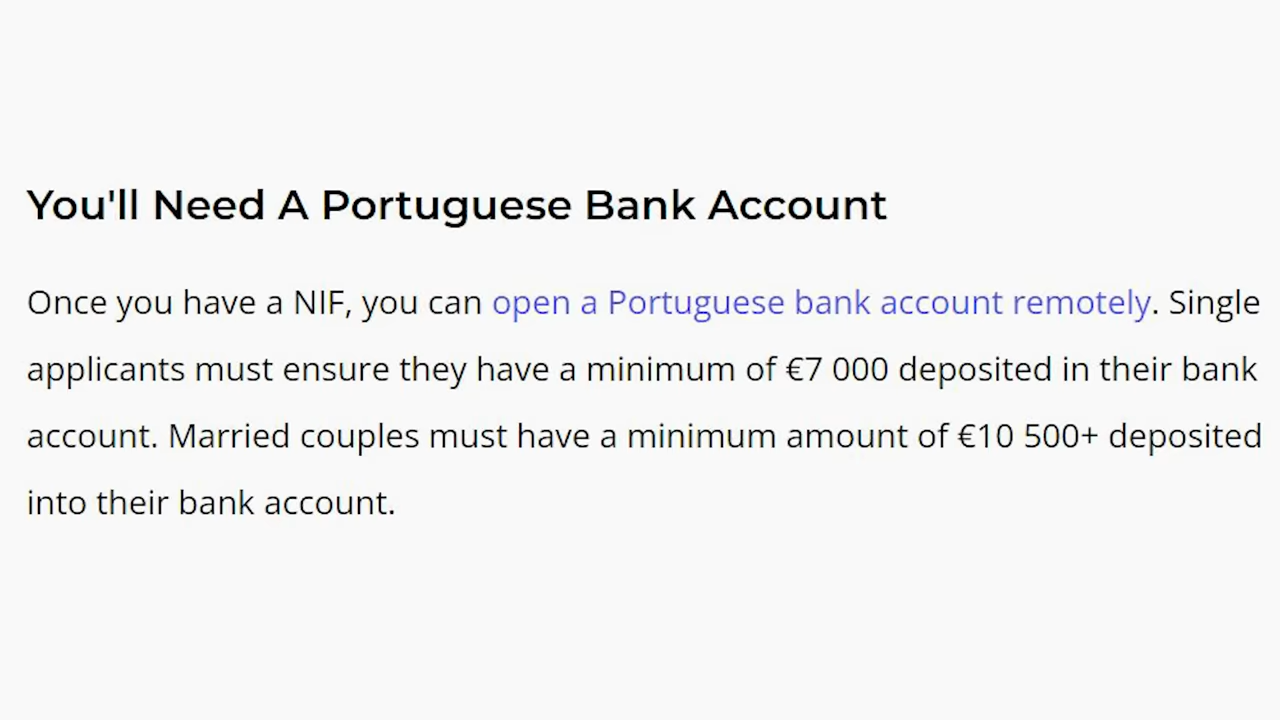 You'll Need A Portuguese Bank Account
Once you have a NIF, you can open a Portuguese bank account remotely. Single
applicants must ensure they have a minimum of €7 000 deposited in their bank
account. Married couples must have a minimum amount of €10 500+ deposited
into their bank account.